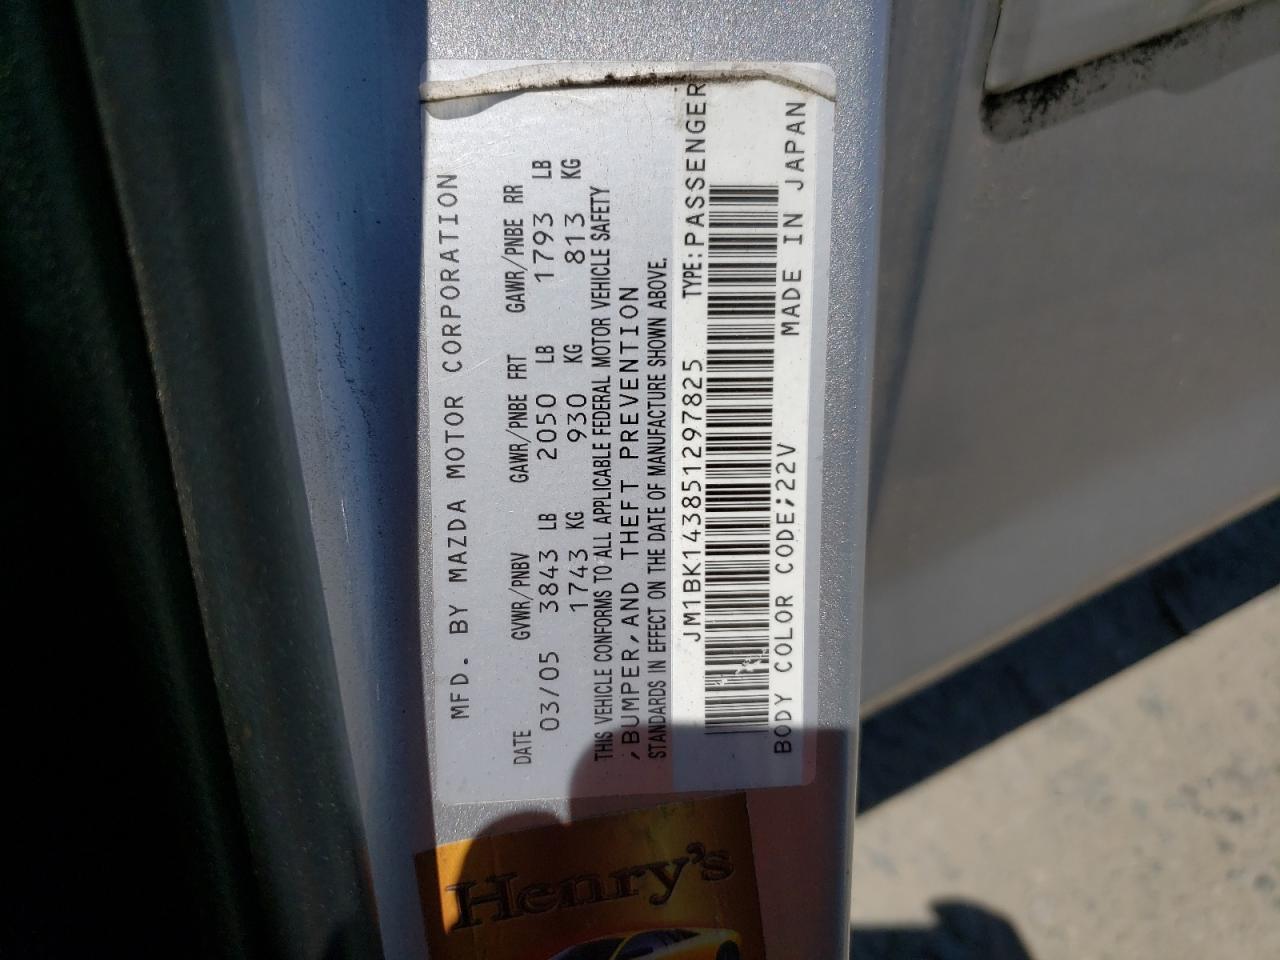 MFD. BY MAZDA MOTOR CORPORATION
DATE GVWR/PNBV GAWR/PNBE FRT GAWR/PNBE RR
03/05 3843 LB 2050 LB 1793 LB
1743 KG 930 KG 813 KG
THIS VEHICLE CONFORMS TO ALL APPLICABLE FEDERAL MOTOR VEHICLE SAFETY
,BUMPER,AND THEFT PREVENTION
STANDARDS IN EFFECT ON THE DATE OF MANUFACTURE SHOWN ABOVE.
JM1BK143851297825 TYPE:PASSENGER
BODY COLOR CODE;22V MADE IN JAPAN
Henry's